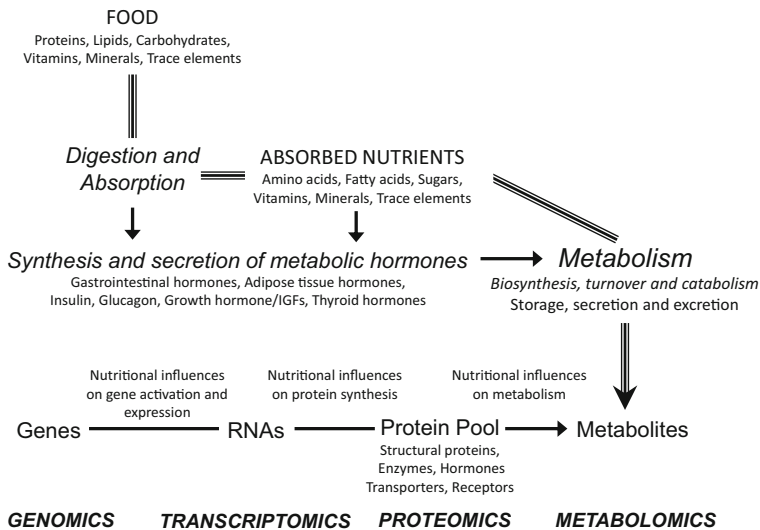 FOOD
Proteins, Lipids, Carbohydrates,
Vitamins, Minerals, Trace elements
Digestion and
Absorption
ABSORBED NUTRIENTS
Amino acids, Fatty acids, Sugars,
Vitamins, Minerals, Trace elements
Synthesis and secretion of metabolic hormones
Gastrointestinal hormones, Adipose tissue hormones,
Insulin, Glucagon, Growth hormone/IGFs, Thyroid hormones
Metabolism
Biosynthesis, turnover and catabolism
Storage, secretion and excretion
Nutritional influences
on gene activation and
expression
Nutritional influences
on protein synthesis
Nutritional influences
on metabolism
Genes
RNAs
Protein Pool
Structural proteins,
Enzymes, Hormones
Transporters, Receptors
Metabolites
GENOMICS
TRANSCRIPTOMICS
PROTEOMICS
METABOLOMICS